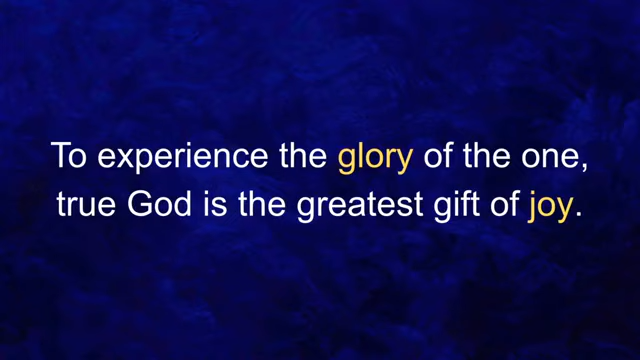 To experience the glory of the one,
true God is the greatest gift of joy.